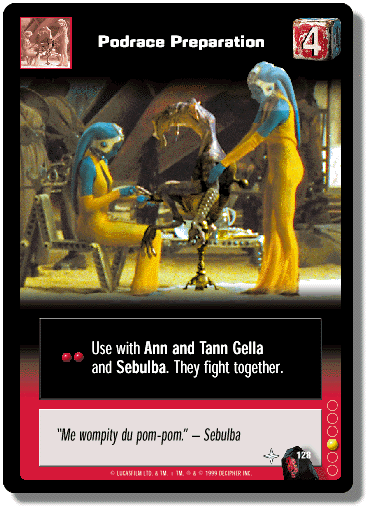 Podrace Preparation
4
Use with Ann and Tann Gella
and Sebulba. They fight together.
"Me wompity du pom-pom." – Sebulba
128
© LUCASFILM LTD. & TM. : TM. ® & © 1999 DECIPHER INC.